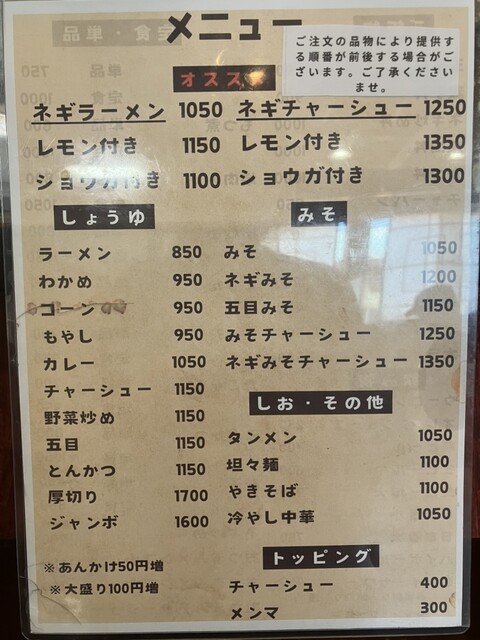 メニュー
ご注文の品物により提供す
る順番が前後する場合がご
ざいます。ご了承ください
ませ。
オススメ
ネギラーメン 1050
レモン付き 1150
ショウガ付き 1100
ネギチャーシュー 1250
レモン付き 1350
ショウガ付き 1300
しょうゆ
ラーメン 850
わかめ 950
コーン 950
もやし 950
カレー 1050
チャーシュー 1150
野菜炒め 1150
五目 1150
とんかつ 1150
厚切り 1700
ジャンボ 1600
※あんかけ50円増
※大盛り100円増
みそ
みそ 1050
ネギみそ 1200
五目みそ 1150
みそチャーシュー 1250
ネギみそチャーシュー 1350
しお・その他
タンメン 1050
坦々麺 1100
やきそば 1100
冷やし中華 1050
トッピング
チャーシュー 400
メンマ 300